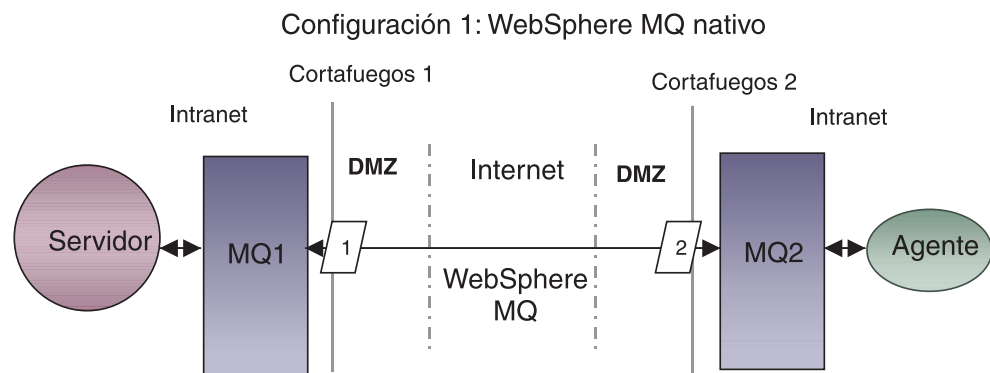 Configuración 1: WebSphere MQ nativo
Cortafuegos 1
Cortafuegos 2
Intranet
Intranet
DMZ
Internet
DMZ
Servidor
MQ1
1
2
MQ2
Agente
WebSphere
MQ